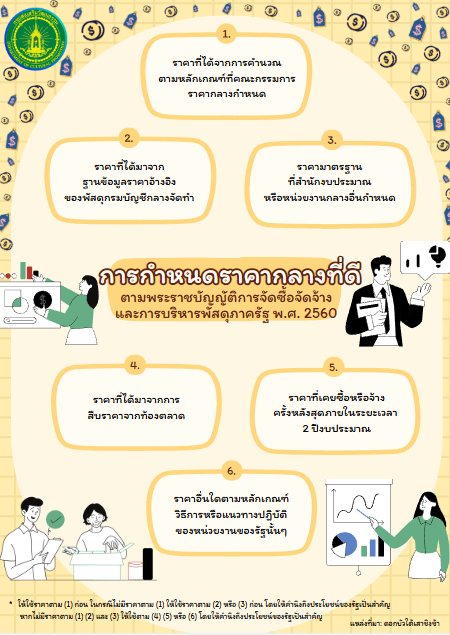 1.
ราคาที่ได้จากการคำนวณ
ตามหลักเกณฑ์ที่คณะกรรมการ
ราคากลางกำหนด
2.
ราคาที่ได้มาจาก
ฐานข้อมูลราคาอ้างอิง
ของพัสดุกรมบัญชีกลางจัดทำ
3.
ราคามาตรฐาน
ที่สำนักงบประมาณ
หรือหน่วยงานกลางอื่นกำหนด
การกำหนดราคากลางที่ดี
ตามพระราชบัญญัติการจัดซื้อจัดจ้าง
และการบริหารพัสดุภาครัฐ พ.ศ. 2560
4.
ราคาที่ได้มาจากการ
สืบราคาจากท้องตลาด
5.
ราคาที่เคยซื้อหรือจ้าง
ครั้งหลังสุดภายในระยะเวลา
2 ปีงบประมาณ
6.
ราคาอื่นใดตามหลักเกณฑ์
วิธีการหรือแนวทางปฏิบัติ
ของหน่วยงานของรัฐนั้นๆ
* ให้ใช้ราคาตาม (1) ก่อน ในกรณีไม่มีราคาตาม (1) ให้ใช้ราคาตาม (2) หรือ (3) ก่อน โดยให้คำนึงถึงประโยชน์ของรัฐเป็นสำคัญ
หากไม่มีราคาตาม (1) (2) และ (3) ให้ใช้ตาม (4) (5) หรือ (6) โดยให้คำนึงถึงประโยชน์ของรัฐเป็นสำคัญ
แหล่งที่มา: ดอกบัวใต้เสาชิงช้า